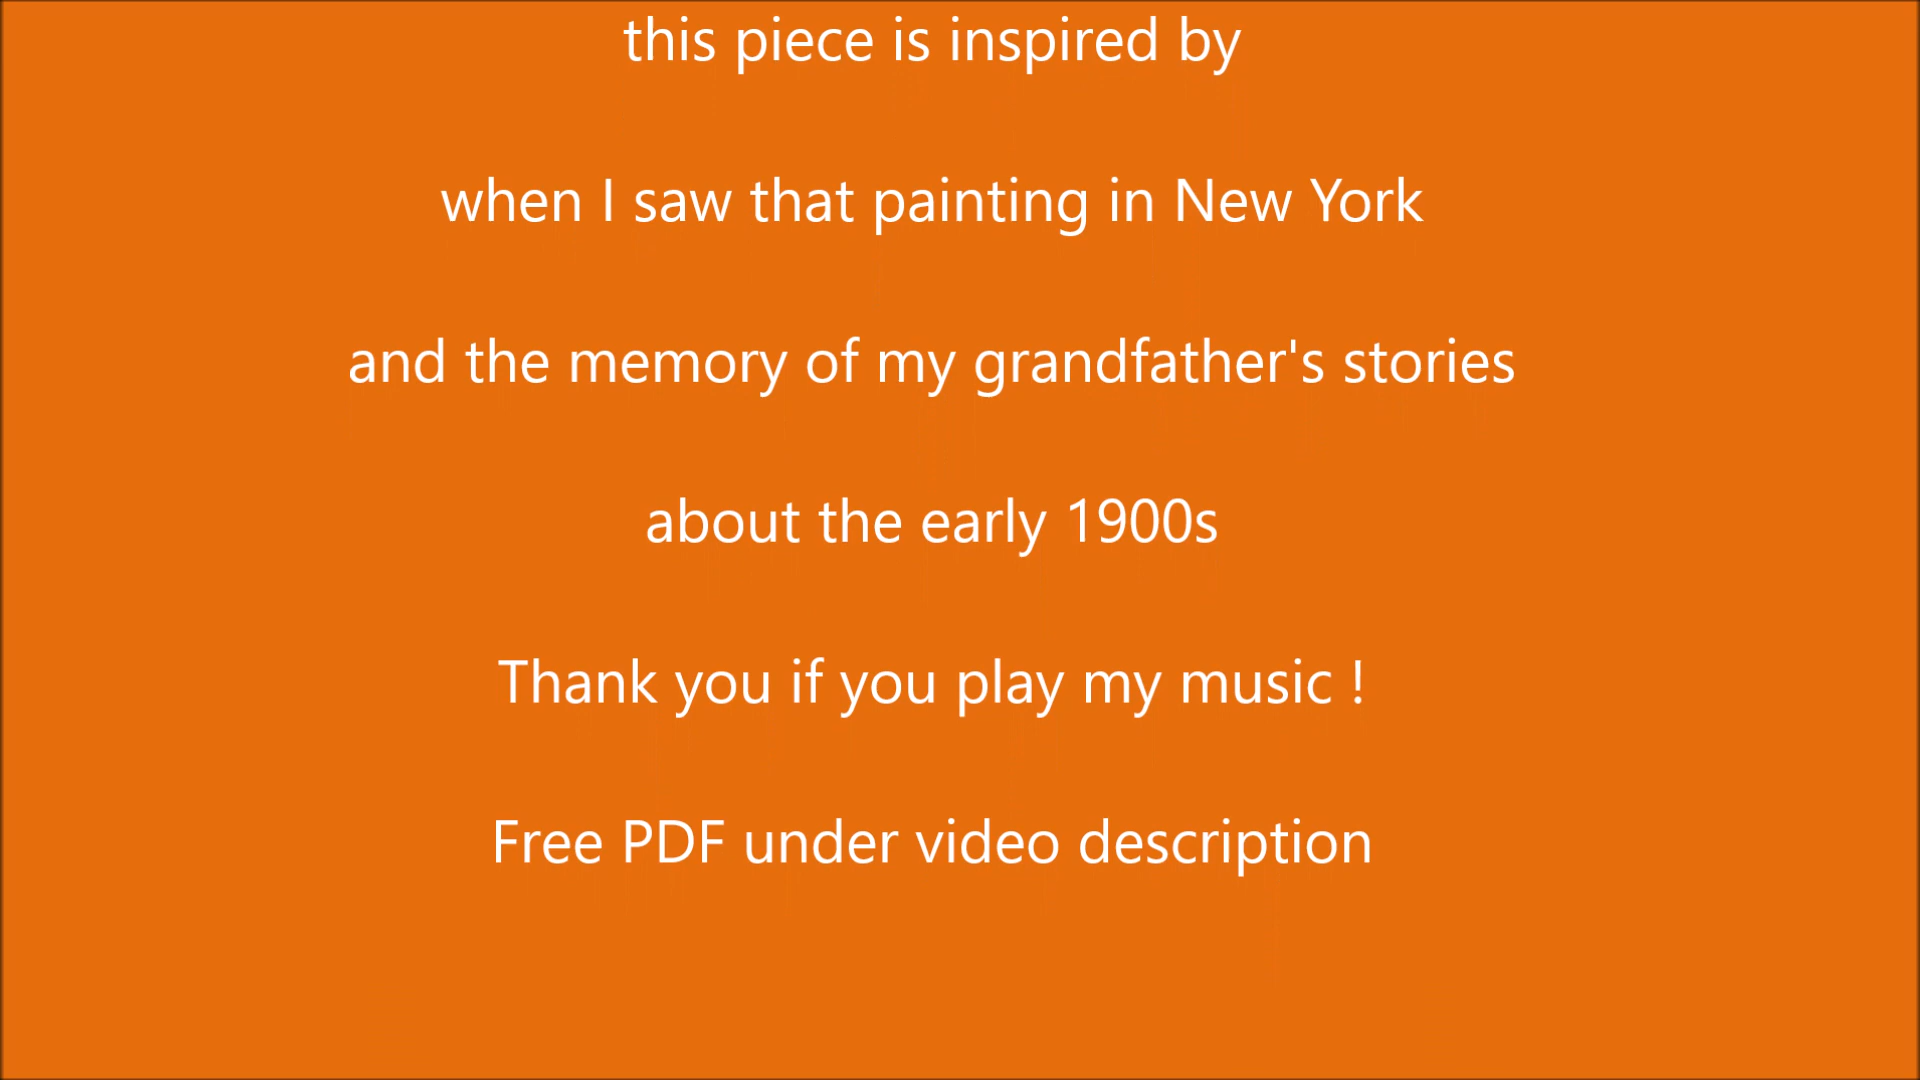 this piece is inspired by
when I saw that painting in New York
and the memory of my grandfather's stories
about the early 1900s
Thank you if you play my music !
Free PDF under video description